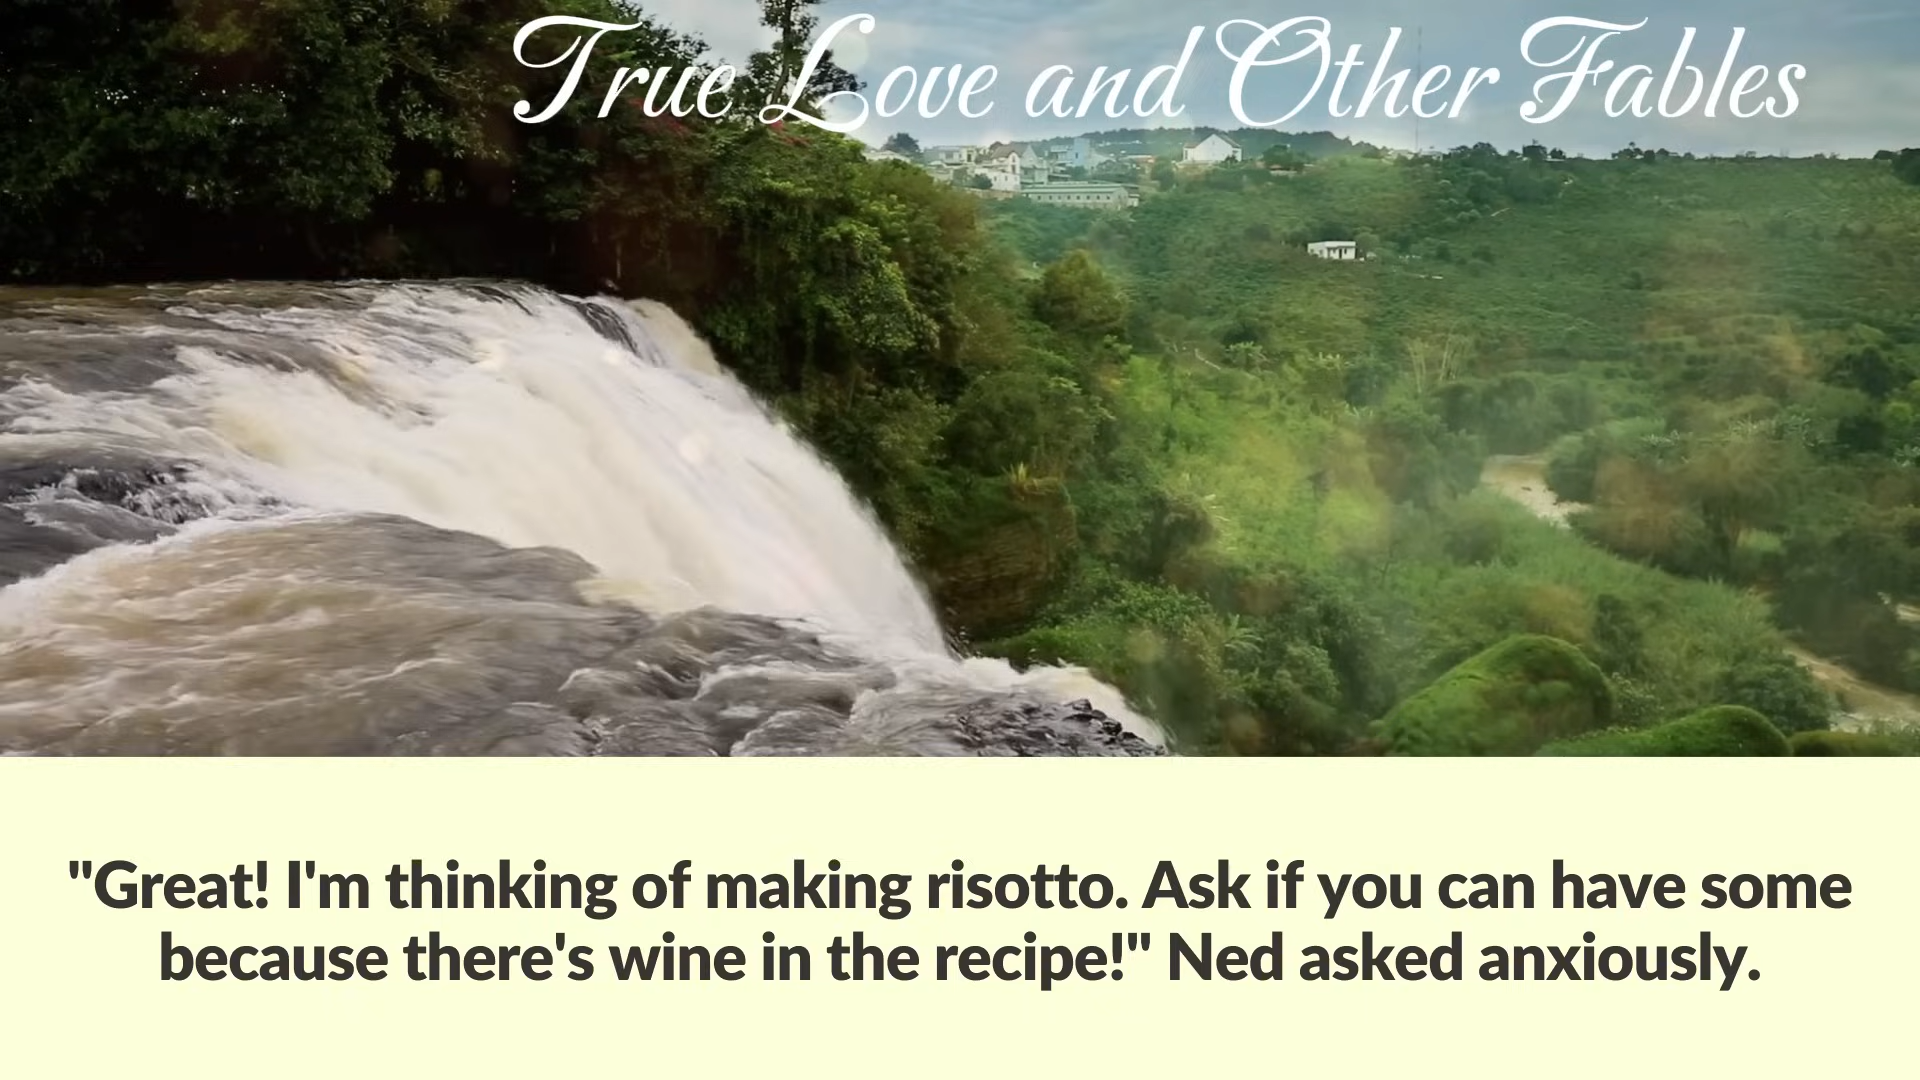 True Love and Other Fables
"Great! I'm thinking of making risotto. Ask if you can have some
because there's wine in the recipe!" Ned asked anxiously.